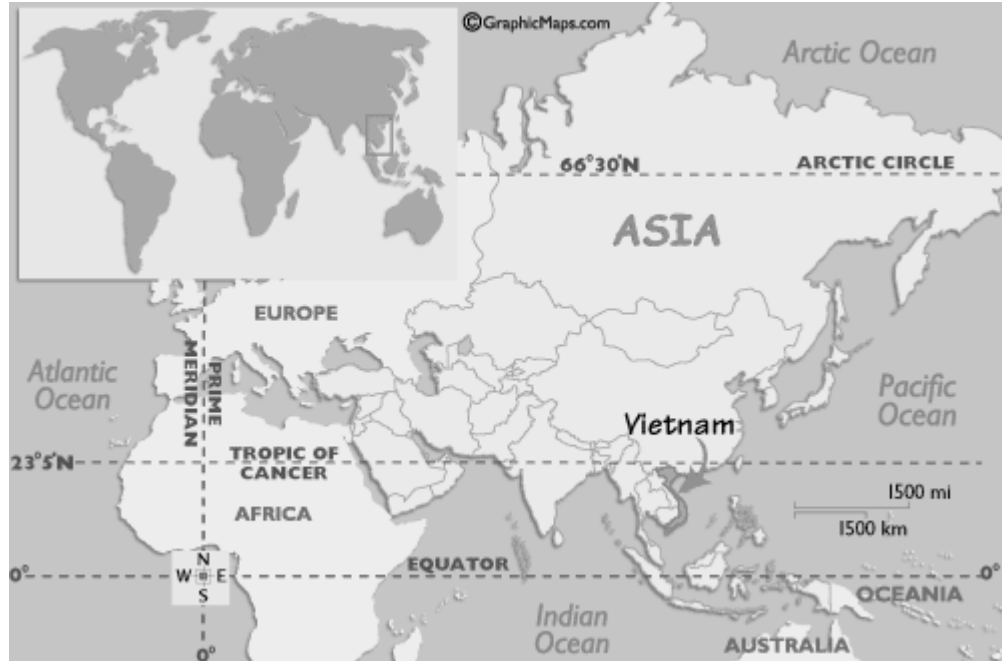 ©GraphicMaps.com
Arctic Ocean
66°30'N
ARCTIC CIRCLE
ASIA
EUROPE
Atlantic
Ocean
MERIDIAN
PRIME
Pacific
Ocean
Vietnam
TROPIC OF
CANCER
23°5'N
1500 mi
1500 km
AFRICA
EQUATOR
N
W E
S
0°
0°
OCEANIA
Indian
Ocean
AUSTRALIA
0°